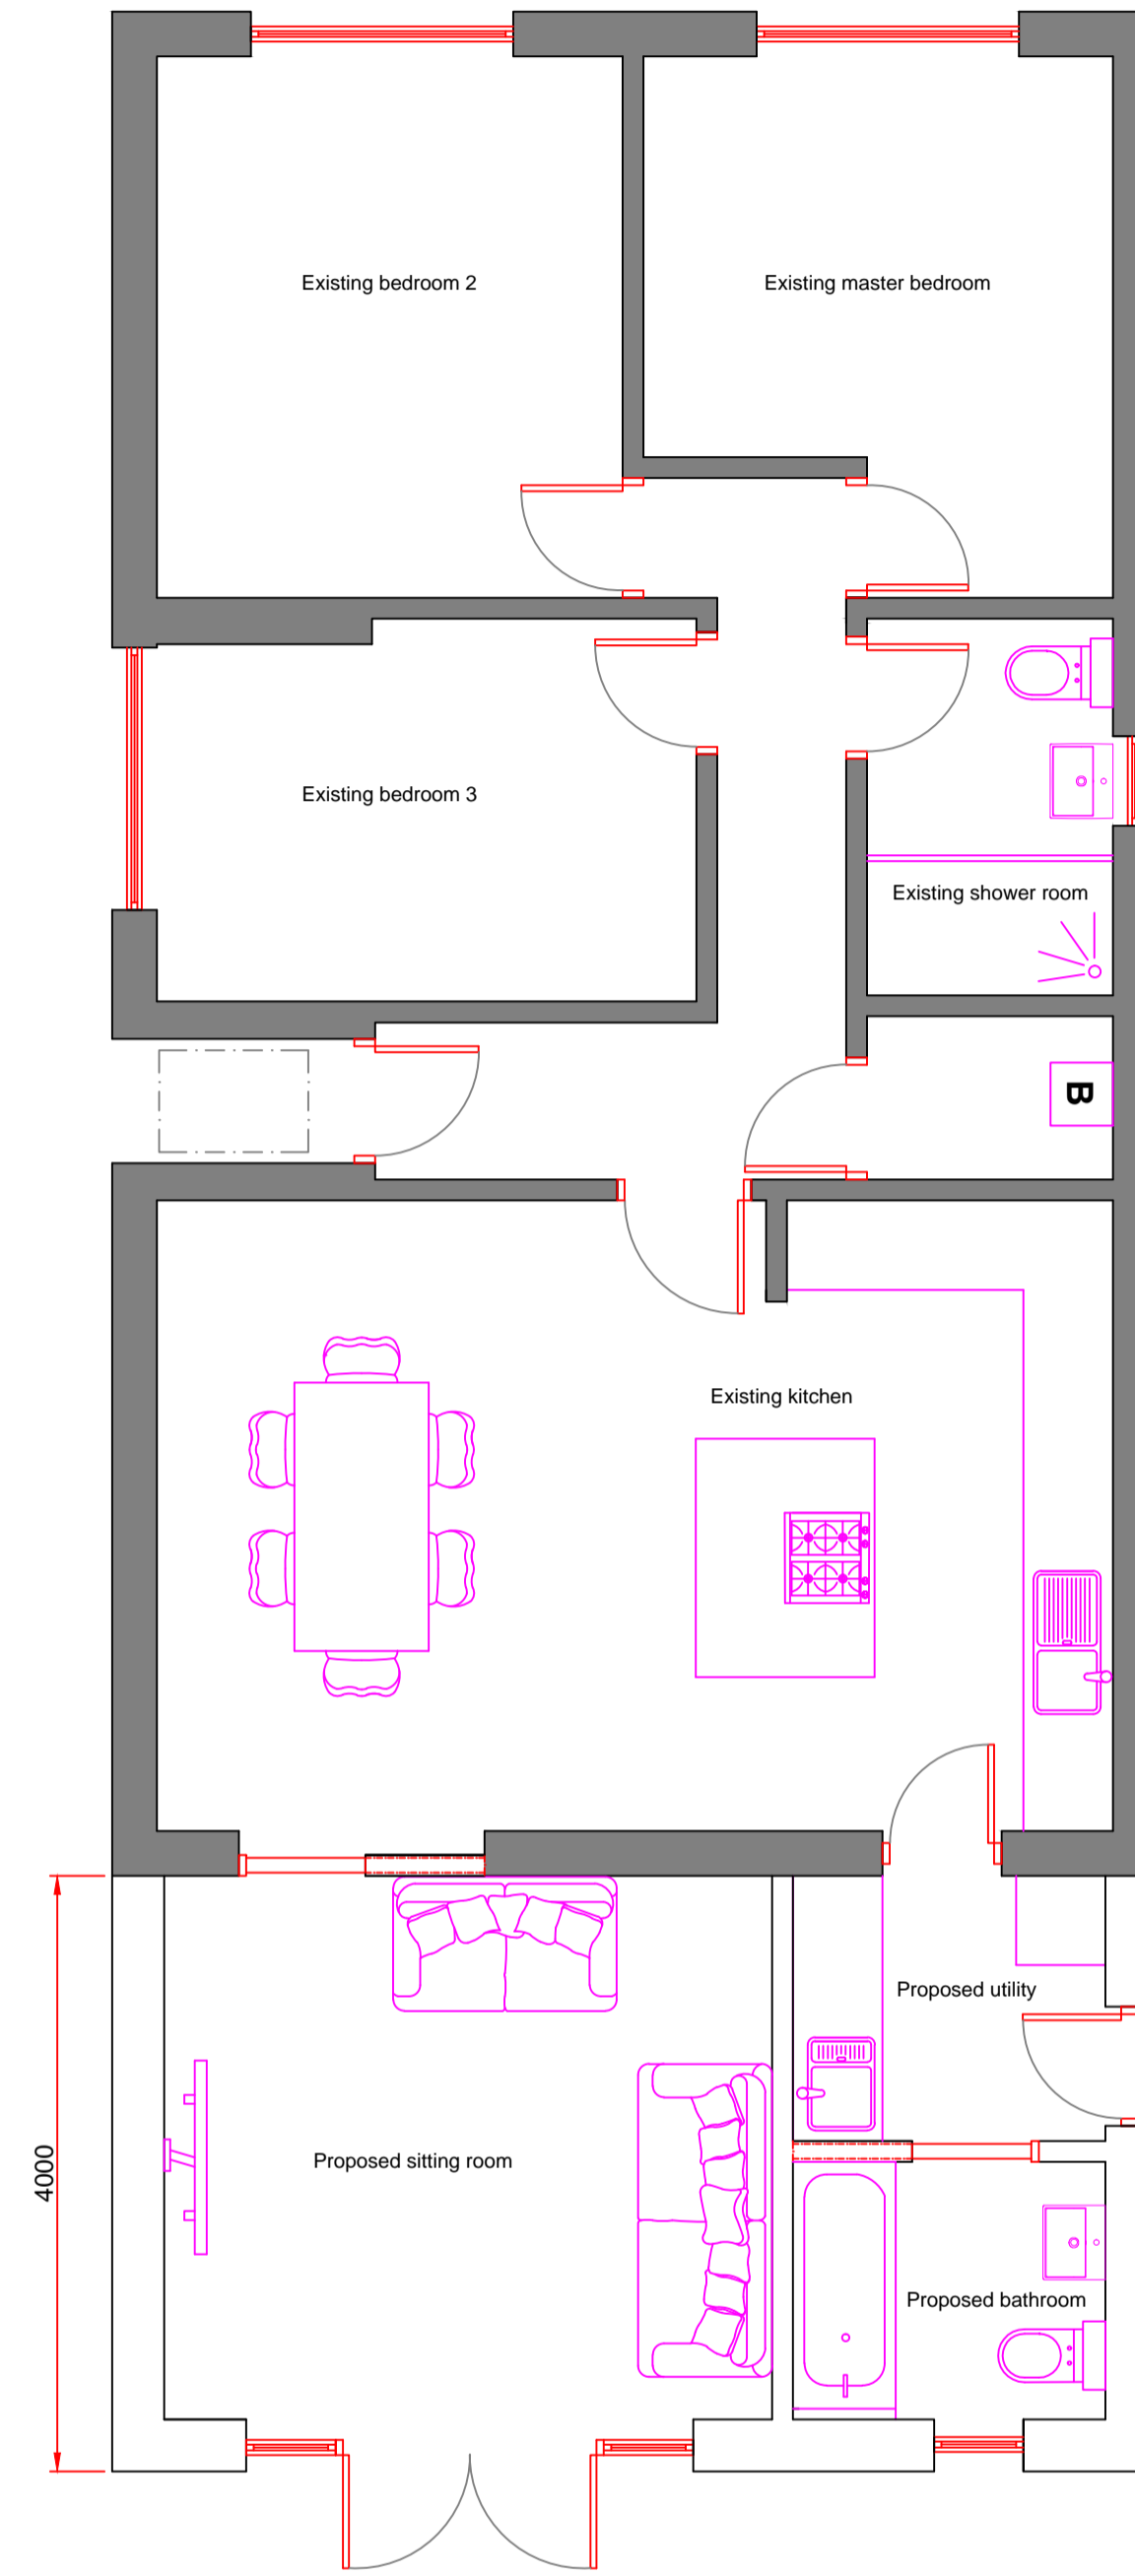 Existing bedroom 2
Existing master bedroom
Existing bedroom 3
Existing shower room
B
Existing kitchen
Proposed utility
4000
Proposed sitting room
Proposed bathroom